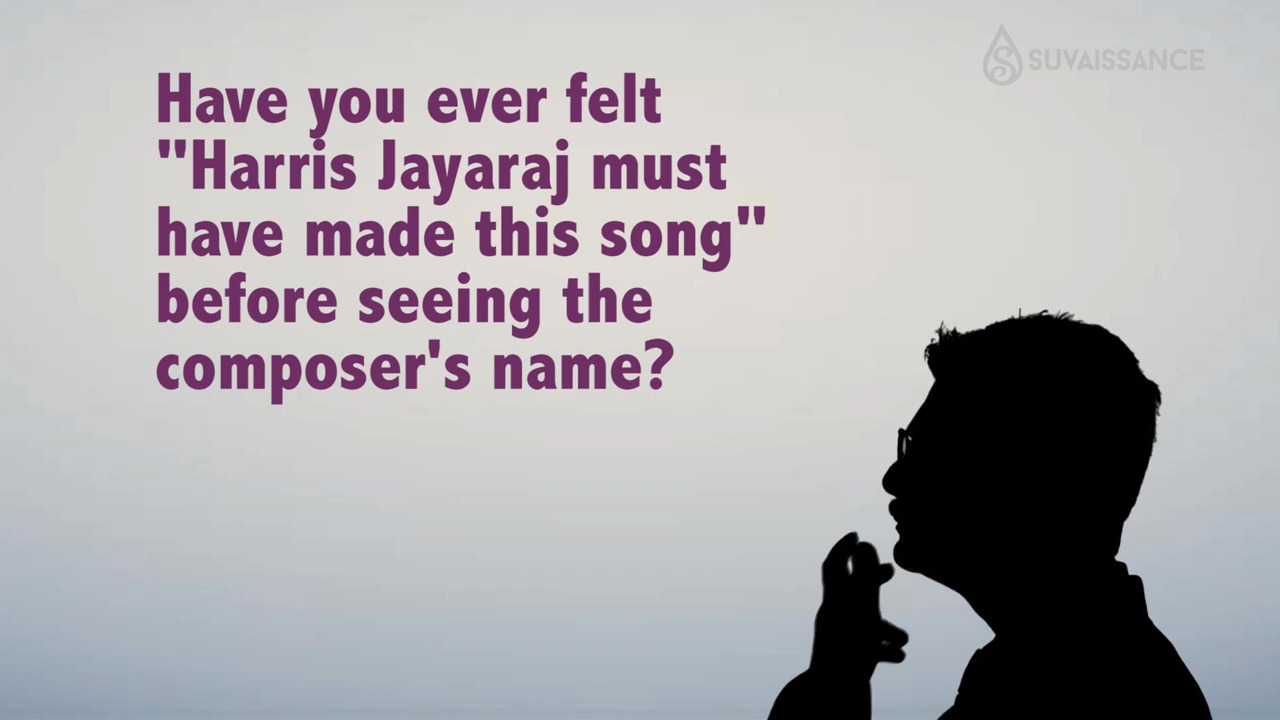 SUVAISSANCE
Have you ever felt
"Harris Jayaraj must
have made this song"
before seeing the
composer's name?